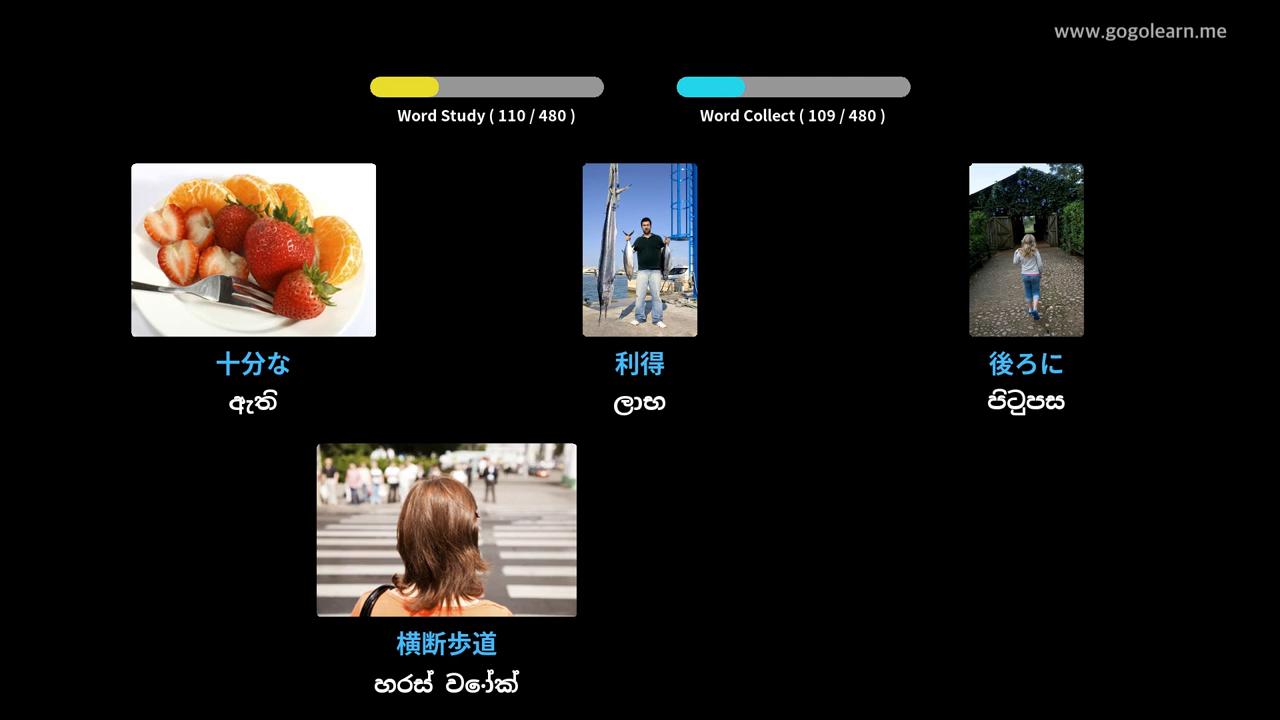 www.gogolearn.me
Word Study ( 110 / 480 )
Word Collect ( 109 / 480 )
十分な
ඇති
利得
ලාභ
後ろに
පිටුපස
横断歩道
හරස් වෝක්